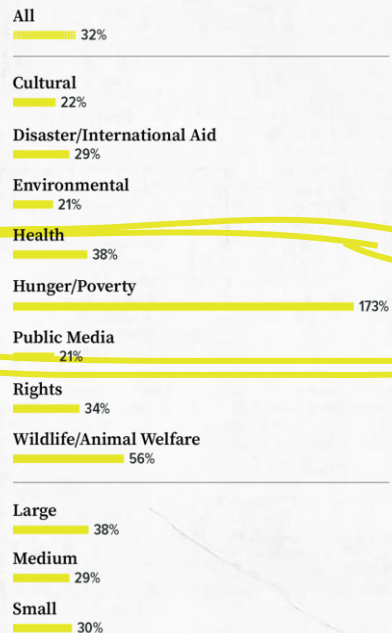 All
32%
Cultural
22%
Disaster/International Aid
29%
Environmental
21%
Health
38%
Hunger/Poverty
173%
Public Media
21%
Rights
34%
Wildlife/Animal Welfare
56%
Large
38%
Medium
29%
Small
30%